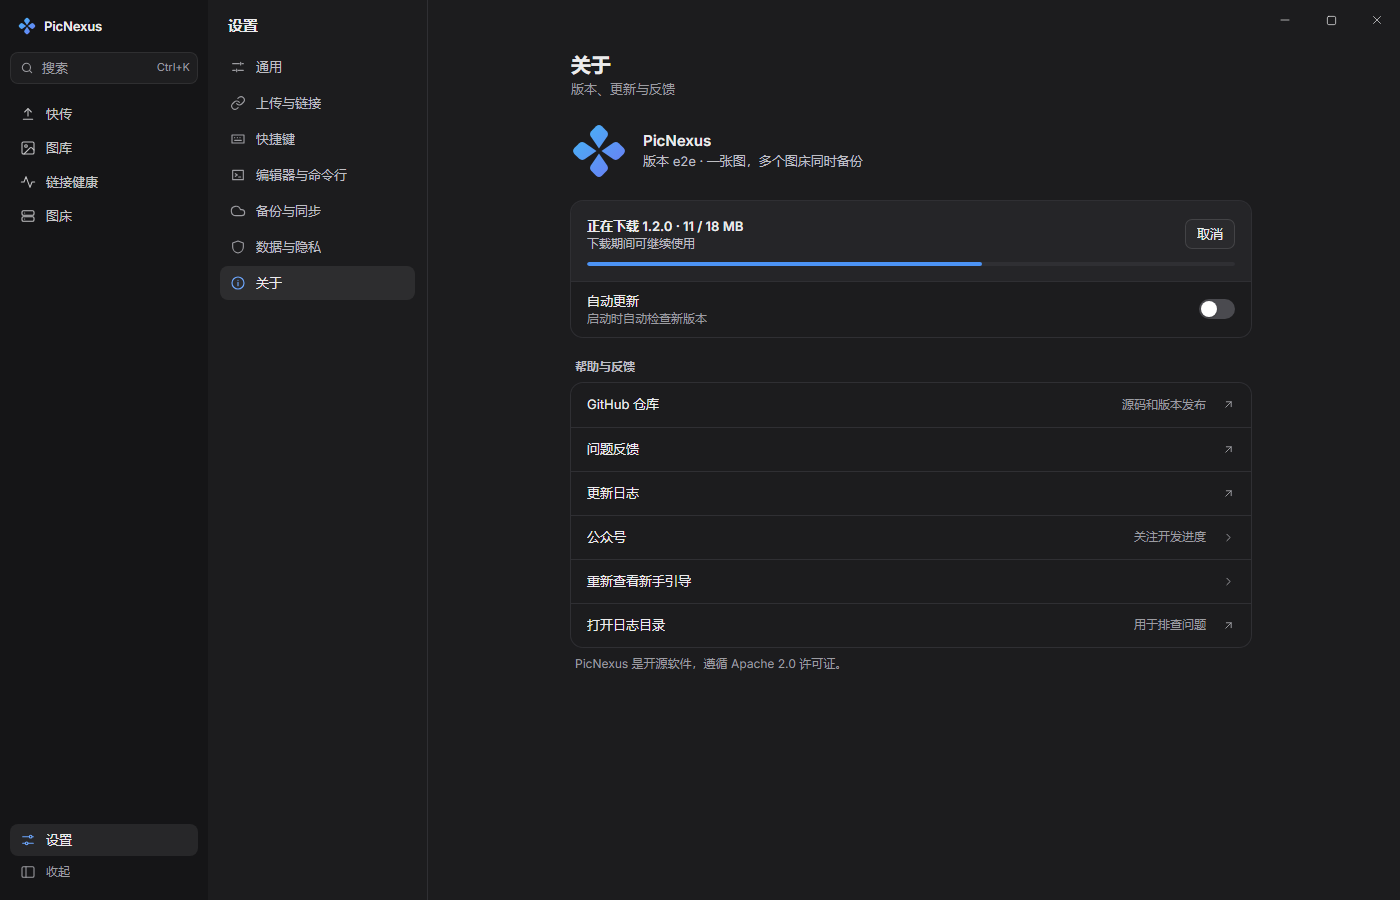 PicNexus
搜索 Ctrl+K
快传
图库
链接健康
图床
设置
收起
设置
通用
上传与链接
快捷键
编辑器与命令行
备份与同步
数据与隐私
关于
关于
版本、更新与反馈
PicNexus
版本 e2e · 一张图，多个图床同时备份
正在下载 1.2.0 · 11 / 18 MB
下载期间可继续使用
取消
自动更新
启动时自动检查新版本
帮助与反馈
GitHub 仓库 源码和版本发布
问题反馈
更新日志
公众号 关注开发进度
重新查看新手引导
打开日志目录 用于排查问题
PicNexus 是开源软件，遵循 Apache 2.0 许可证。